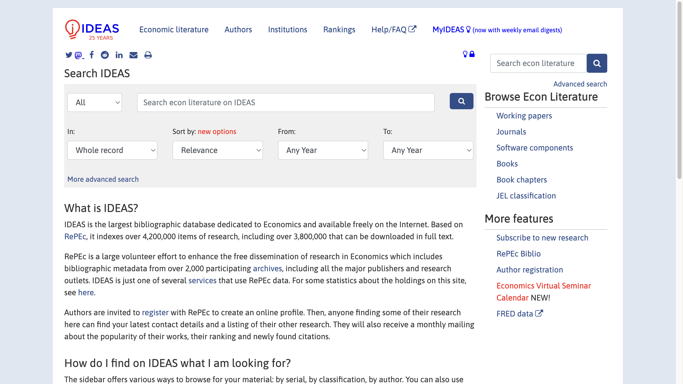 IDEAS
25 YEARS
Economic literature
Authors
Institutions
Rankings
Help/FAQ
MyIDEAS (now with weekly email digests)
Search IDEAS
All
Search econ literature on IDEAS
In:
Sort by: new options
From:
To:
Whole record
Relevance
Any Year
Any Year
More advanced search
What is IDEAS?
IDEAS is the largest bibliographic database dedicated to Economics and available freely on the Internet. Based on
RePEc, it indexes over 4,200,000 items of research, including over 3,800,000 that can be downloaded in full text.
RePEc is a large volunteer effort to enhance the free dissemination of research in Economics which includes
bibliographic metadata from over 2,000 participating archives, including all the major publishers and research
outlets. IDEAS is just one of several services that use RePEc data. For some statistics about the holdings on this site,
see here.
Authors are invited to register with RePEc to create an online profile. Then, anyone finding some of their research
here can find your latest contact details and a listing of their other research. They will also receive a monthly mailing
about the popularity of their works, their ranking and newly found citations.
How do I find on IDEAS what I am looking for?
The sidebar offers various ways to browse for your material: by serial, by classification, by author. You can also use
Search econ literature
Advanced search
Browse Econ Literature
Working papers
Journals
Software components
Books
Book chapters
JEL classification
More features
Subscribe to new research
RePEc Biblio
Author registration
Economics Virtual Seminar
Calendar NEW!
FRED data